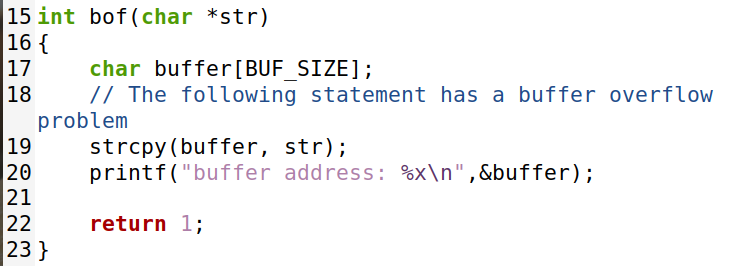 15 int bof(char *str)
16 {
17     char buffer[BUF_SIZE];
18     // The following statement has a buffer overflow
problem
19     strcpy(buffer, str);
20     printf("buffer address: %x\n",&buffer);
21
22     return 1;
23 }